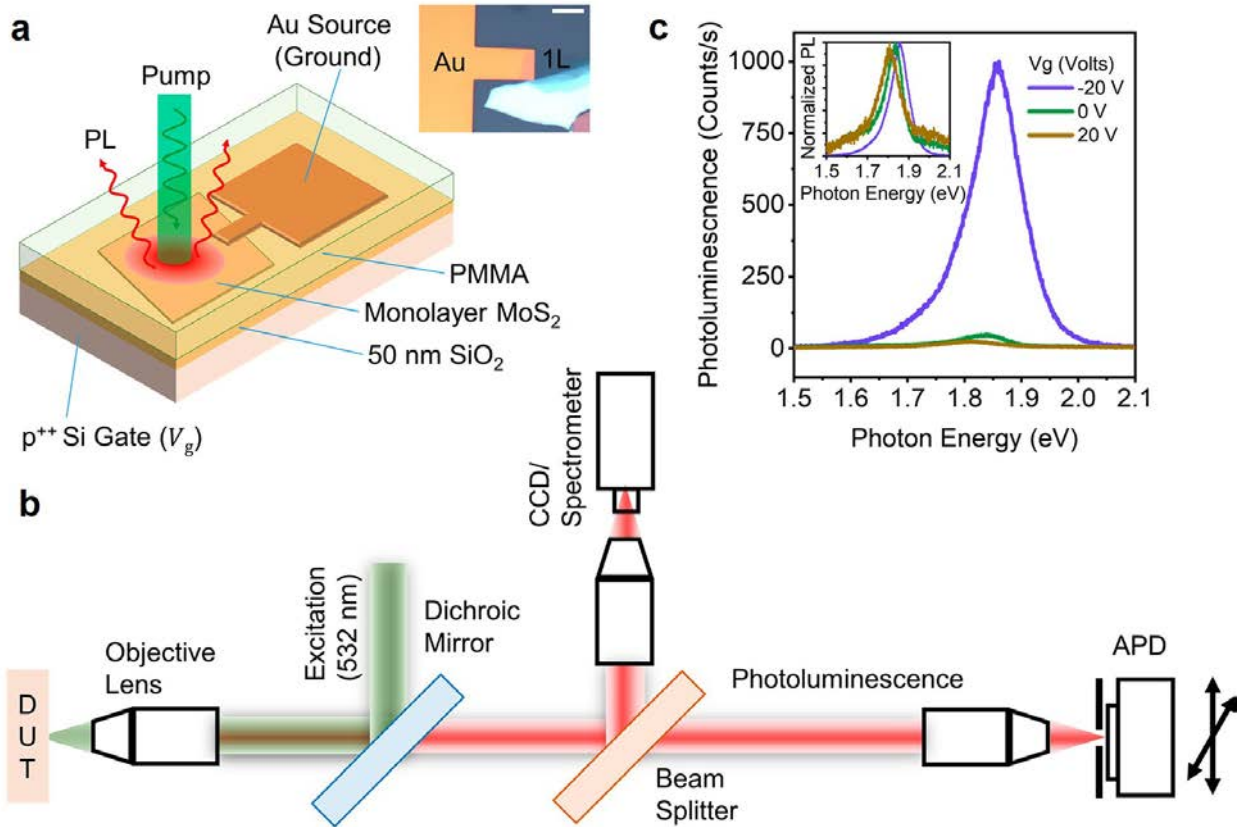 a
Au Source
(Ground)
Pump
PL
Au
1L
PMMA
Monolayer MoS₂
50 nm SiO₂
p⁺⁺ Si Gate (V_g)
c
Photoluminescnence (Counts/s)
1000
750
500
250
0
1.5 1.6 1.7 1.8 1.9 2.0 2.1
Photon Energy (eV)
Normalized PL
1.5 1.7 1.9 2.1
Photon Energy (eV)
Vg (Volts)
-20 V
0 V
20 V
b
DUT
Objective
Lens
Excitation
(532 nm)
Dichroic
Mirror
CCD/
Spectrometer
Beam
Splitter
Photoluminescence
APD